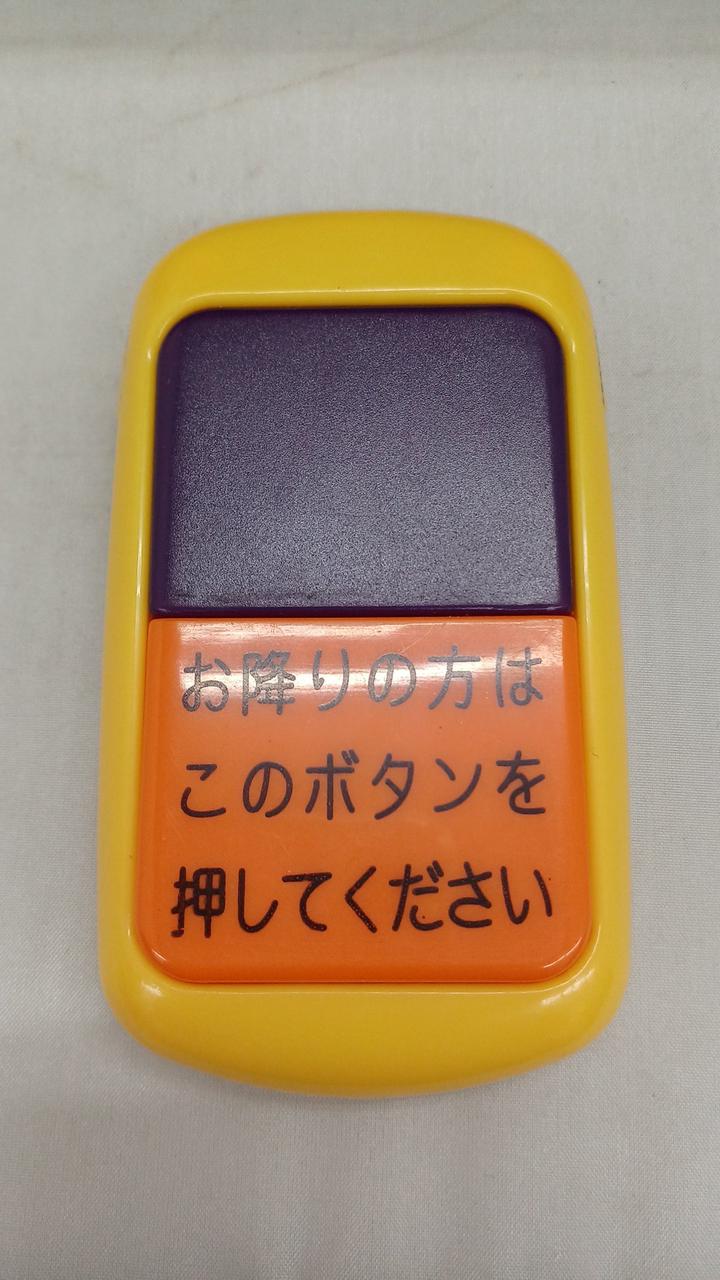 お降りの方は
このボタンを
押してください